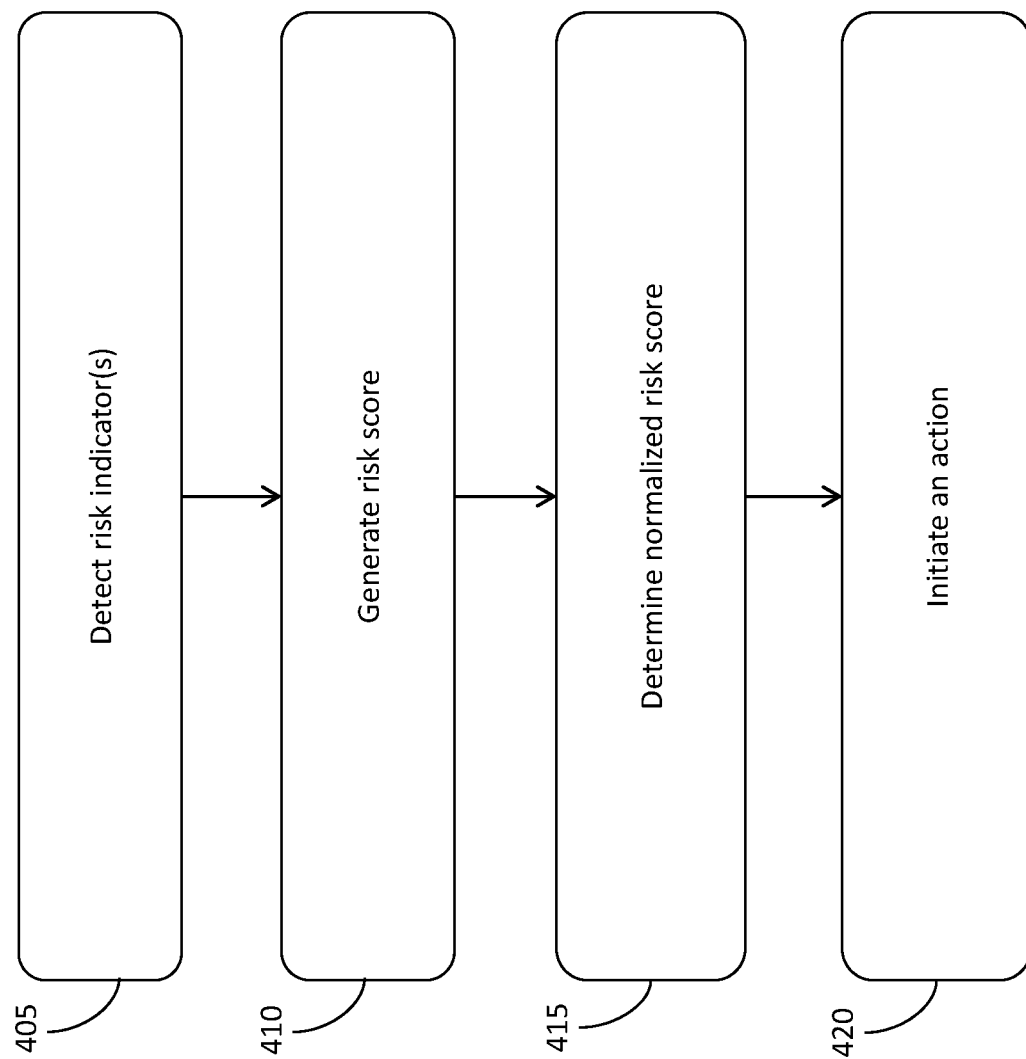 405
Detect risk indicator(s)
410
Generate risk score
415
Determine normalized risk score
420
Initiate an action